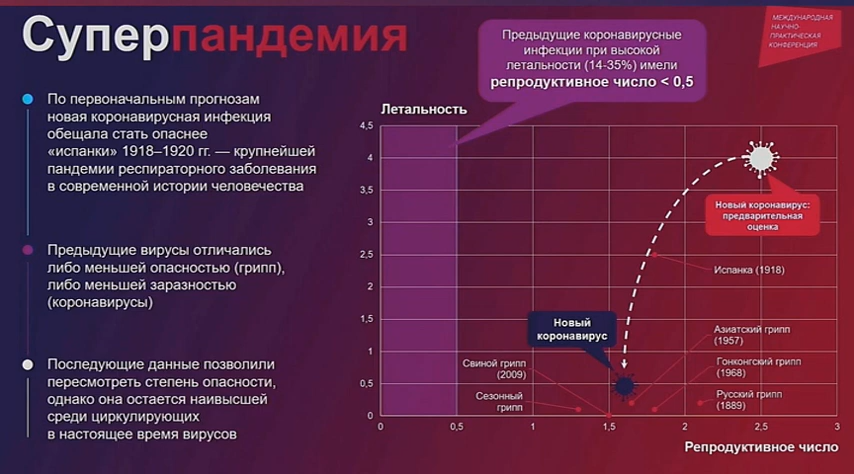 Суперпандемия
МЕЖДУНАРОДНАЯ
НАУЧНО-
ПРАКТИЧЕСКАЯ
КОНФЕРЕНЦИЯ
По первоначальным прогнозам
новая коронавирусная инфекция
обещала стать опаснее
«испанки» 1918–1920 гг. — крупнейшей
пандемии респираторного заболевания
в современной истории человечества
Предыдущие вирусы отличались
либо меньшей опасностью (грипп),
либо меньшей заразностью
(коронавирусы)
Последующие данные позволили
пересмотреть степень опасности,
однако она остается наивысшей
среди циркулирующих
в настоящее время вирусов
Предыдущие коронавирусные
инфекции при высокой
летальности (14-35%) имели
репродуктивное число < 0,5
Летальность
4,5
4
3,5
3
2,5
2
1,5
1
0,5
0
Новый коронавирус:
предварительная
оценка
Испанка (1918)
Новый
коронавирус
Азиатский грипп
(1957)
Свиной грипп
(2009)
Гонконгский грипп
(1968)
Сезонный
грипп
Русский грипп
(1889)
0 0,5 1 1,5 2 2,5 3
Репродуктивное число